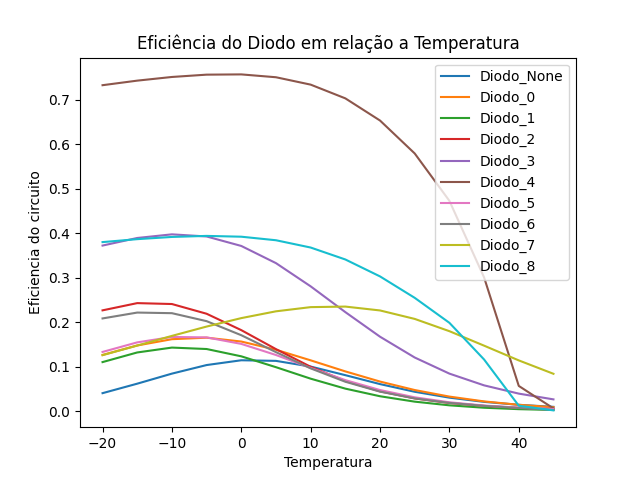 Eficiência do Diodo em relação a Temperatura
Eficiencia do circuito
0.7
0.6
0.5
0.4
0.3
0.2
0.1
0.0
Diodo_None
Diodo_0
Diodo_1
Diodo_2
Diodo_3
Diodo_4
Diodo_5
Diodo_6
Diodo_7
Diodo_8
−20
−10
0
10
20
30
40
Temperatura